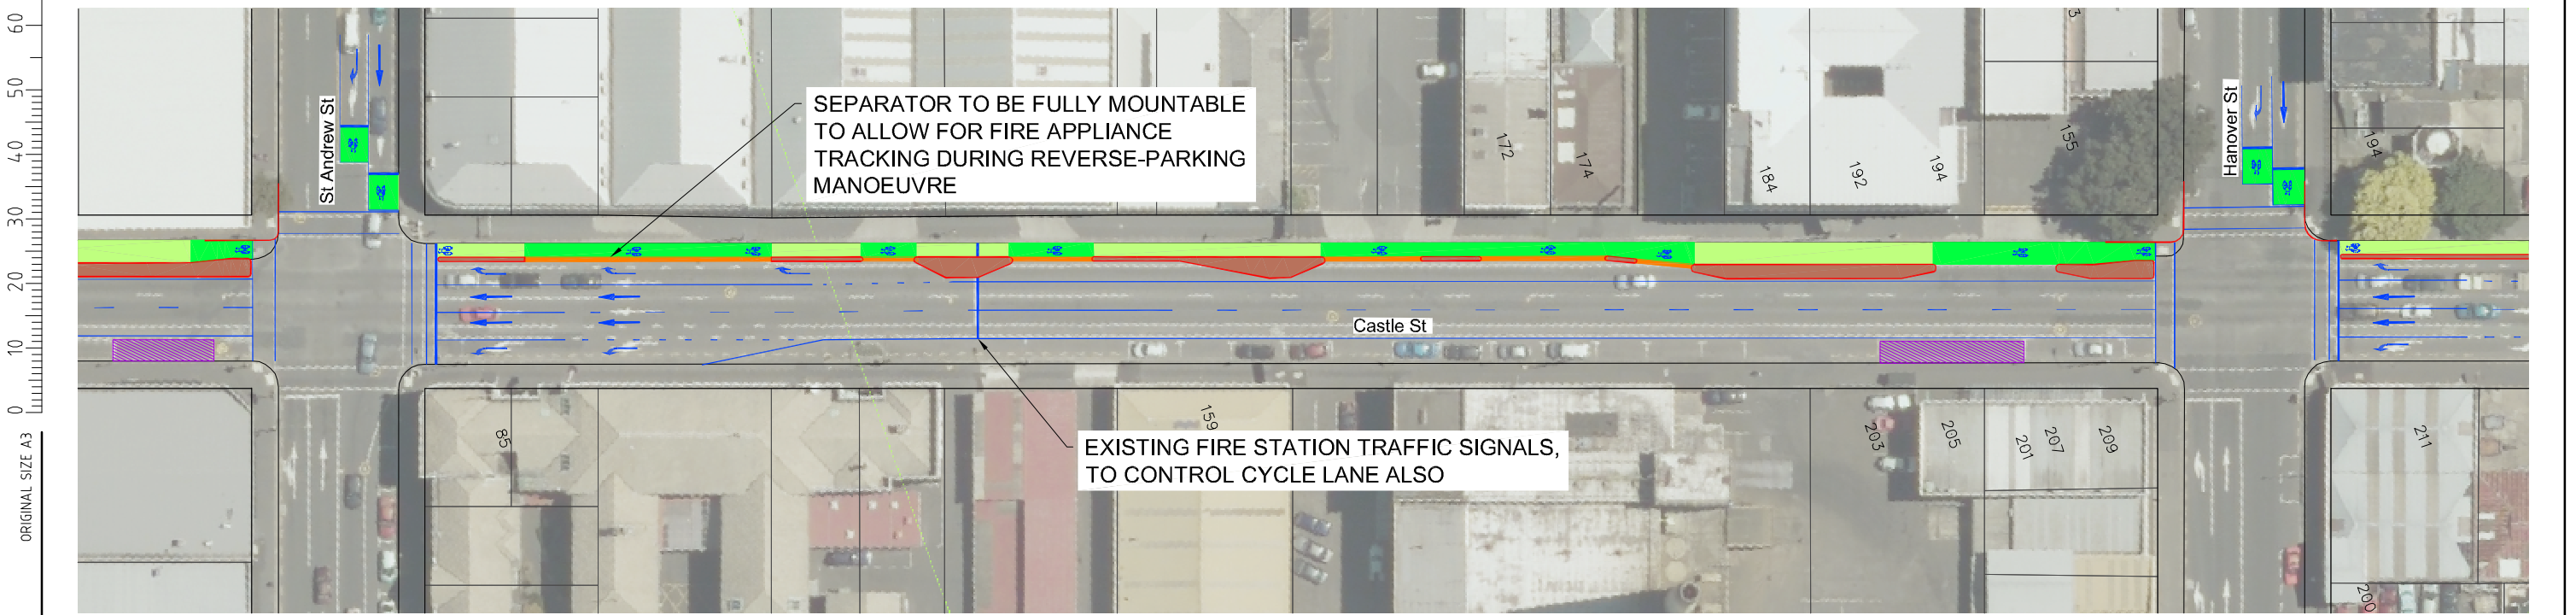 60
50
40
30
20
10
0
ORIGINAL SIZE A3
St Andrew St
SEPARATOR TO BE FULLY MOUNTABLE
TO ALLOW FOR FIRE APPLIANCE
TRACKING DURING REVERSE-PARKING
MANOEUVRE
172
174
184
192
194
155
3
Hanover St
194
Castle St
85
159
EXISTING FIRE STATION TRAFFIC SIGNALS,
TO CONTROL CYCLE LANE ALSO
203
205
201
207
209
211
200